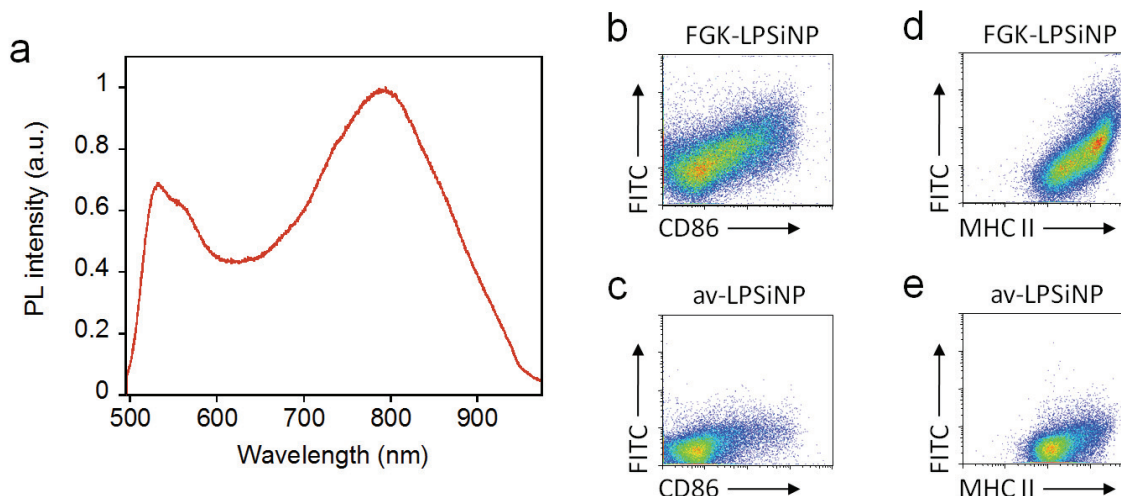 a
PL intensity (a.u.)
1
0.8
0.6
0.4
0.2
0
500 600 700 800 900
Wavelength (nm)
b
FGK-LPSiNP
FITC
CD86
c
av-LPSiNP
FITC
CD86
d
FGK-LPSiNP
FITC
MHC II
e
av-LPSiNP
FITC
MHC II